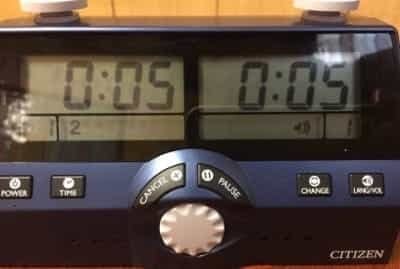 0:05 0:05
1 2 1
CANCEL PAUSE
POWER TIME CHANGE LANG/VOL
CITIZEN